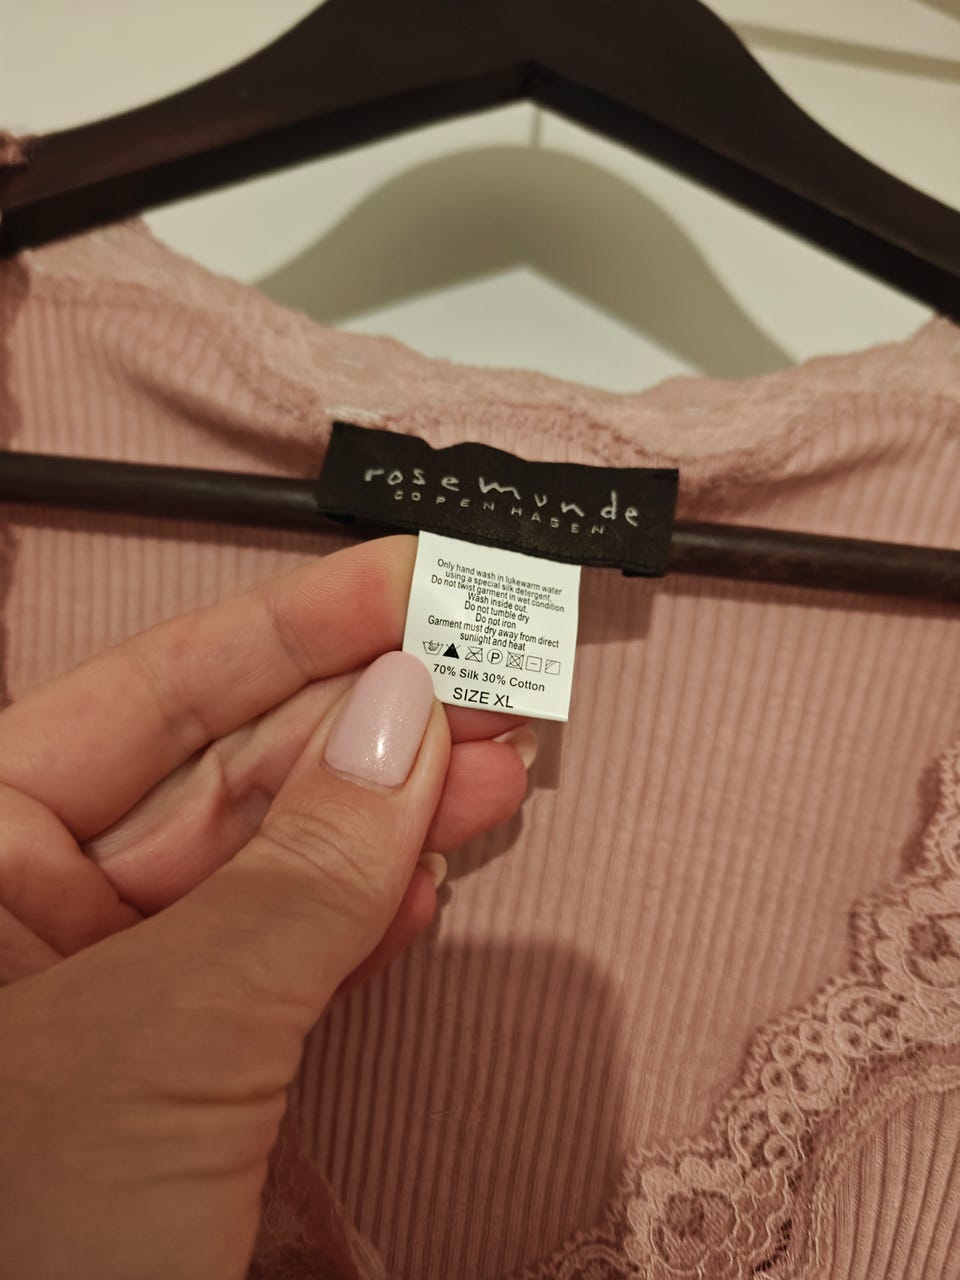 rosemunde
COPENHAGEN
Only hand wash in lukewarm water
using a special silk detergent.
Do not twist garment in wet condition
Wash inside out.
Do not tumble dry
Do not iron
Garment must dry away from direct
sunlight and heat
P
70% Silk 30% Cotton
SIZE XL